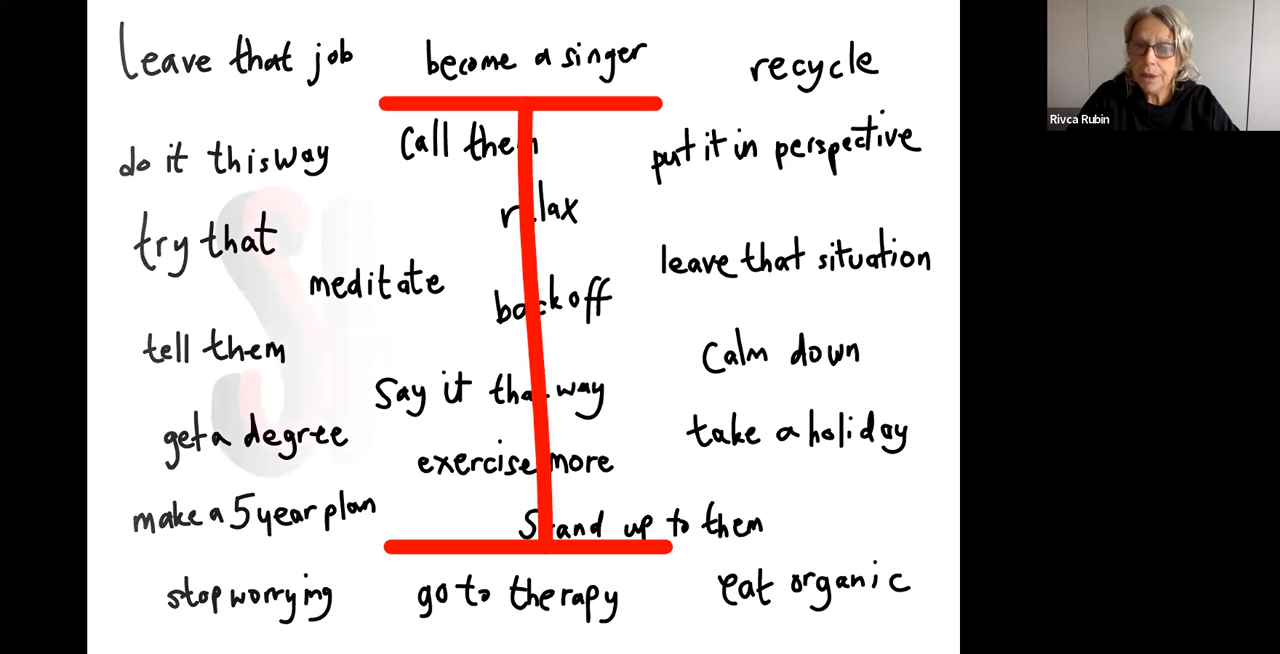 leave that job
become a singer
recycle
do it this way
call them
put it in perspective
relax
try that
meditate
leave that situation
back off
tell them
calm down
Say it that way
get a degree
take a holiday
exercise more
make a 5 year plan
Stand up to them
stop worrying
go to therapy
eat organic
Rivca Rubin